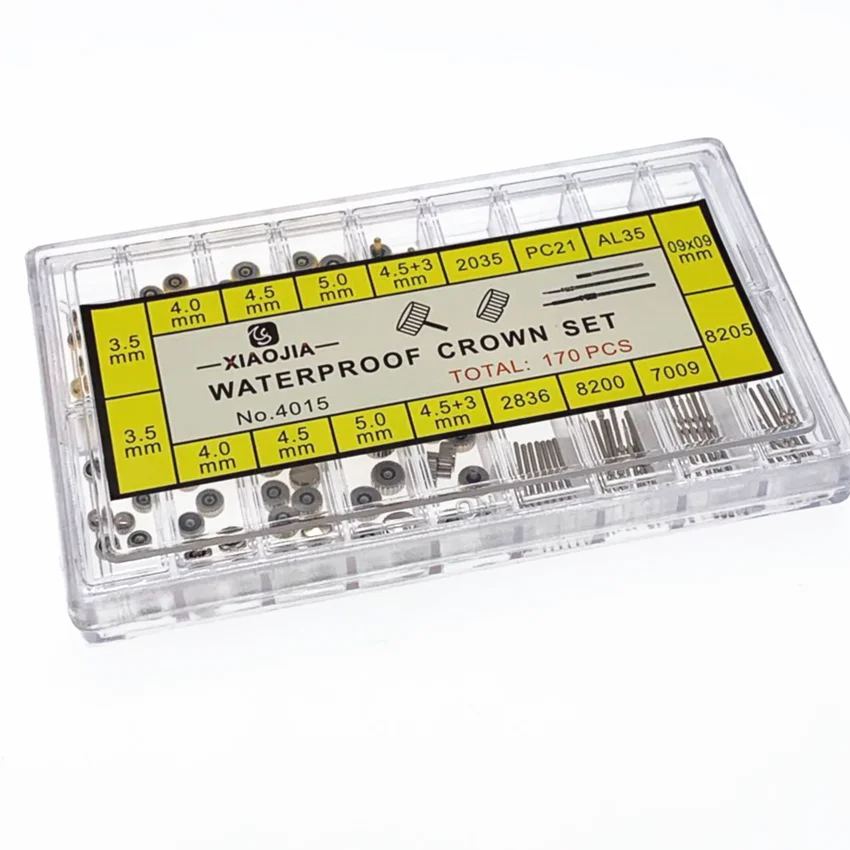 3.5 mm
4.0 mm
4.5 mm
5.0 mm
4.5+3 mm
2035
PC21
AL35
09x09 mm
XIAOJIA
WATERPROOF CROWN SET
TOTAL: 170 PCS
No.4015
3.5 mm
4.0 mm
4.5 mm
5.0 mm
4.5+3 mm
2836
8200
7009
8205